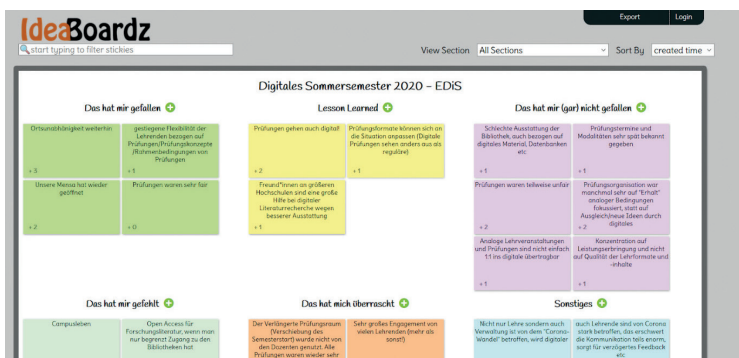 Export Login
IdeaBoardz
start typing to filter stickies
View Section All Sections Sort By created time
Digitales Sommersemester 2020 – EDiS
Das hat mir gefallen
Ortsunabhängigkeit weiterhin
+ 3
gestiegene Flexibilität der
Lehrenden bezogen auf
Prüfungen/Prüfungskonzepte
/Rahmenbedingungen von
Prüfungen
+ 1
Unsere Mensa hat wieder
geöffnet
+ 2
Prüfungen waren sehr fair
+ 0
Lesson Learned
Prüfungen gehen auch digital!
+ 2
Prüfungsformate können sich an
die Situation anpassen (Digitale
Prüfungen sehen anders aus als
reguläre)
+ 1
Freund*innen an größeren
Hochschulen sind eine große
Hilfe bei digitaler
Literaturrecherche wegen
besserer Ausstattung
+ 1
Das hat mir (gar) nicht gefallen
Schlechte Ausstattung der
Bibliothek, auch bezogen auf
digitales Material, Datenbanken
etc
+ 1
Prüfungstermine und
Modalitäten sehr spät bekannt
gegeben
+ 1
Prüfungen waren teilweise unfair
+ 2
Prüfungsorganisation war
manchmal sehr auf "Erhalt"
analoger Bedingungen
fokussiert, statt auf
Ausgleich/neue Ideen durch
digitales
+ 2
Analoge Lehrveranstaltungen
und Prüfungen sind nicht einfach
1:1 ins digitale übertragbar
+ 1
Konzentration auf
Leistungserbringung und nicht
auf Qualität der Lehrformate und
-inhalte
+ 1
Das hat mir gefehlt
Campusleben
Open Access für
Forschungsliteratur, wenn man
nur begrenzt Zugang zu den
Bibliotheken hat
Das hat mich überrascht
Der Verlängerte Prüfungsraum
(Verschiebung des
Semesterstart) wurde nicht von
den Dozenten genutzt. Alle
Prüfungen waren wieder sehr
Sehr großes Engagement von
vielen Lehrenden (mehr als
sonst!)
Sonstiges
Nicht nur Lehre sondern auch
Verwaltung ist von dem "Corona-
Wandel" betroffen, wird digitaler
auch Lehrende sind von Corona
stark betroffen, das erschwert
die Kommunikation teils enorm,
sorgt für verzögertes Feedback
etc